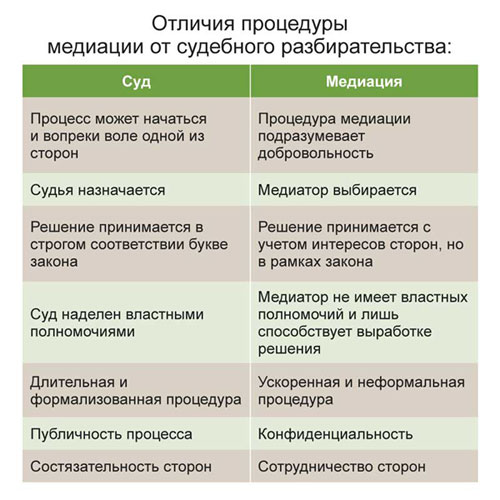 Отличия процедуры
медиации от судебного разбирательства:
Суд
Медиация
Процесс может начаться
и вопреки воле одной из
сторон
Процедура медиации
подразумевает
добровольность
Судья назначается
Медиатор выбирается
Решение принимается в
строгом соответствии букве
закона
Решение принимается с
учетом интересов сторон, но
в рамках закона
Суд наделен властными
полномочиями
Медиатор не имеет властных
полномочий и лишь
способствует выработке
решения
Длительная и
формализованная процедура
Ускоренная и неформальная
процедура
Публичность процесса
Конфиденциальность
Состязательность сторон
Сотрудничество сторон